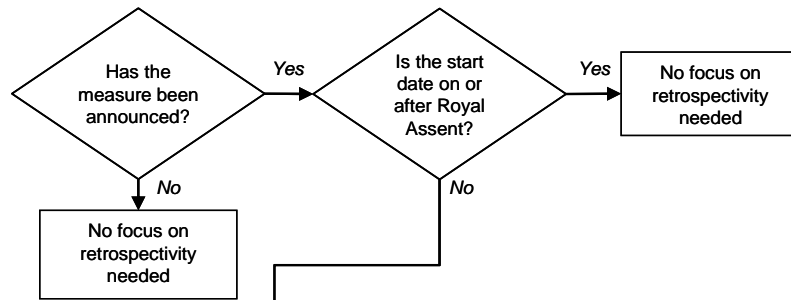 Has the
measure been
announced?
Yes
Is the start
date on or
after Royal
Assent?
Yes
No focus on
retrospectivity
needed
No
No focus on
retrospectivity
needed
No